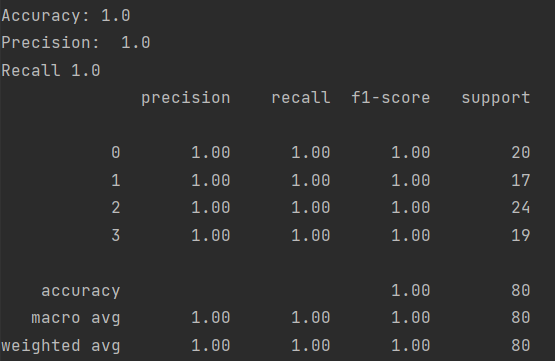 Accuracy: 1.0
Precision:  1.0
Recall 1.0
              precision    recall  f1-score   support

           0       1.00      1.00      1.00        20
           1       1.00      1.00      1.00        17
           2       1.00      1.00      1.00        24
           3       1.00      1.00      1.00        19

    accuracy                           1.00        80
   macro avg       1.00      1.00      1.00        80
weighted avg       1.00      1.00      1.00        80